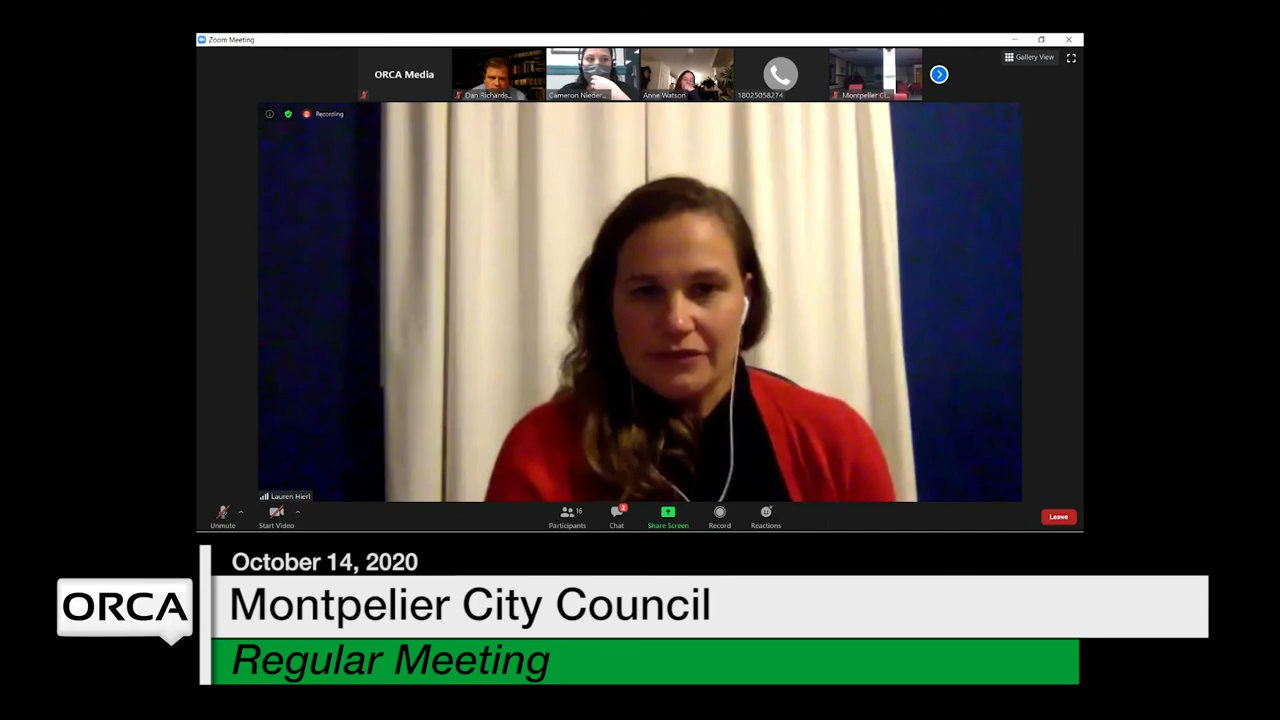 Zoom Meeting
ORCA Media
Dan Richards...
Cameron Nieder...
Anne Watson
18025058274
Montpelier Ci...
Gallery View
Recording
Lauren Hierl
Unmute
Start Video
16
Participants
2
Chat
Share Screen
Record
Reactions
Leave
October 14, 2020
ORCA
Montpelier City Council
Regular Meeting